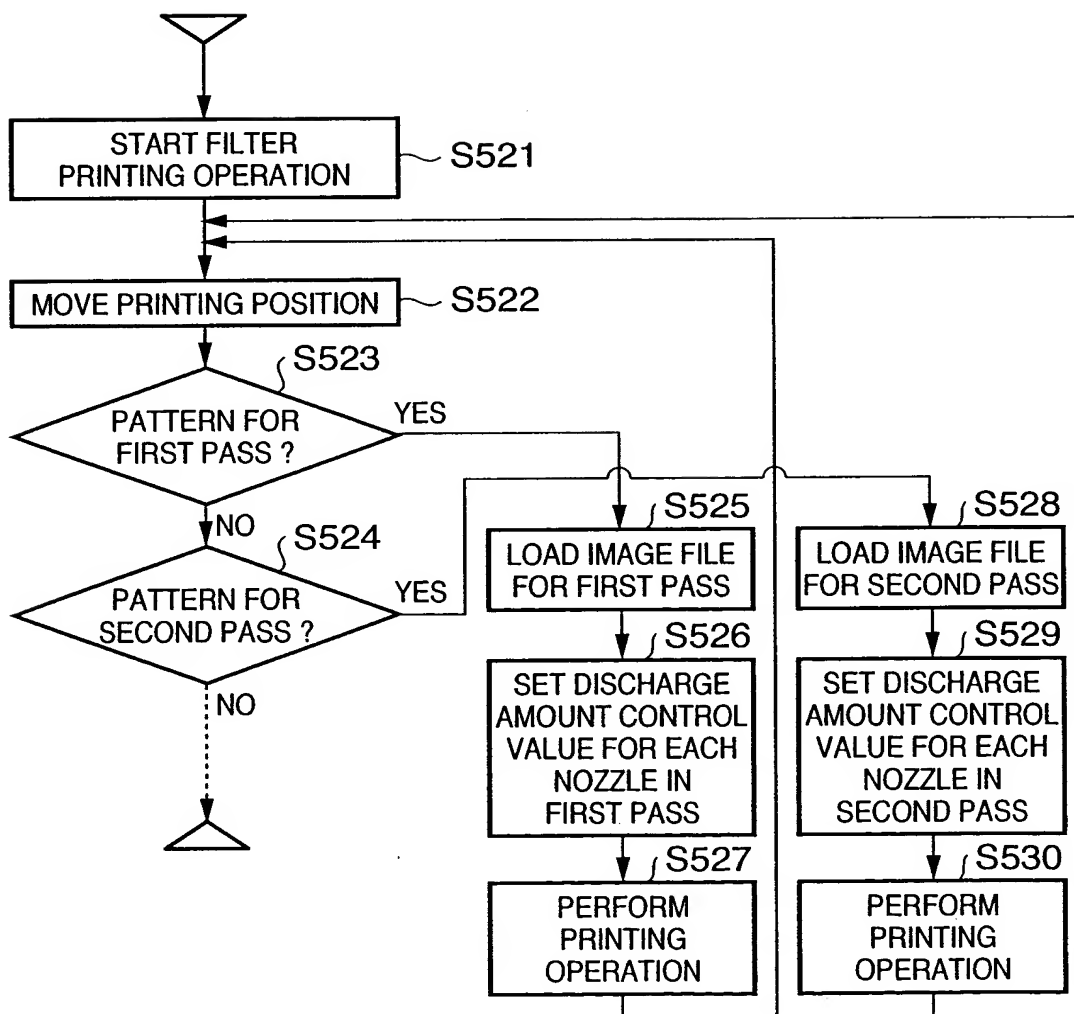 START FILTER
PRINTING OPERATION
S521
MOVE PRINTING POSITION
S522
S523
PATTERN FOR
FIRST PASS ?
YES
NO
S524
PATTERN FOR
SECOND PASS ?
YES
NO
S525
LOAD IMAGE FILE
FOR FIRST PASS
S526
SET DISCHARGE
AMOUNT CONTROL
VALUE FOR EACH
NOZZLE IN
FIRST PASS
S527
PERFORM
PRINTING
OPERATION
S528
LOAD IMAGE FILE
FOR SECOND PASS
S529
SET DISCHARGE
AMOUNT CONTROL
VALUE FOR EACH
NOZZLE IN
SECOND PASS
S530
PERFORM
PRINTING
OPERATION